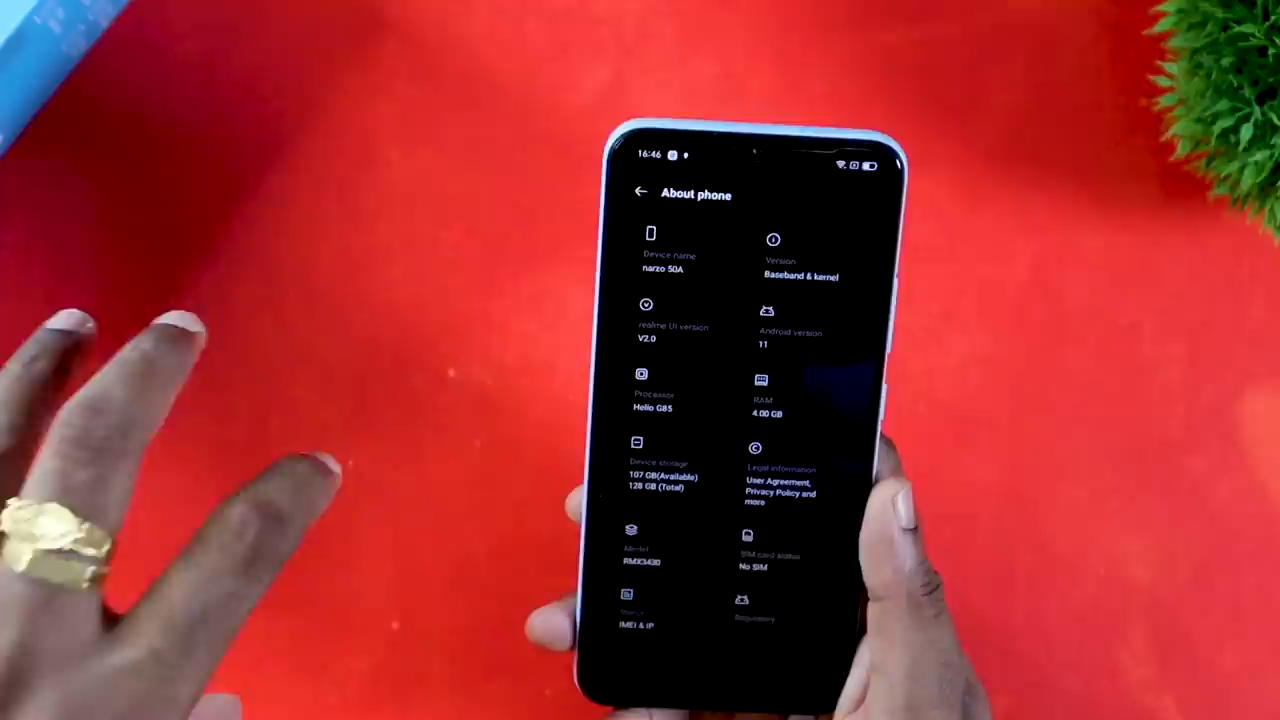 16:46
About phone
Device name
narzo 50A
Version
Baseband & kernel
realme UI version
V2.0
Android version
11
Processor
Helio G85
RAM
4.00 GB
Device storage
107 GB(Available)
128 GB (Total)
Legal information
User Agreement,
Privacy Policy and
more
Model
RMX3430
SIM card status
No SIM
Status
IMEI & IP
Regulatory